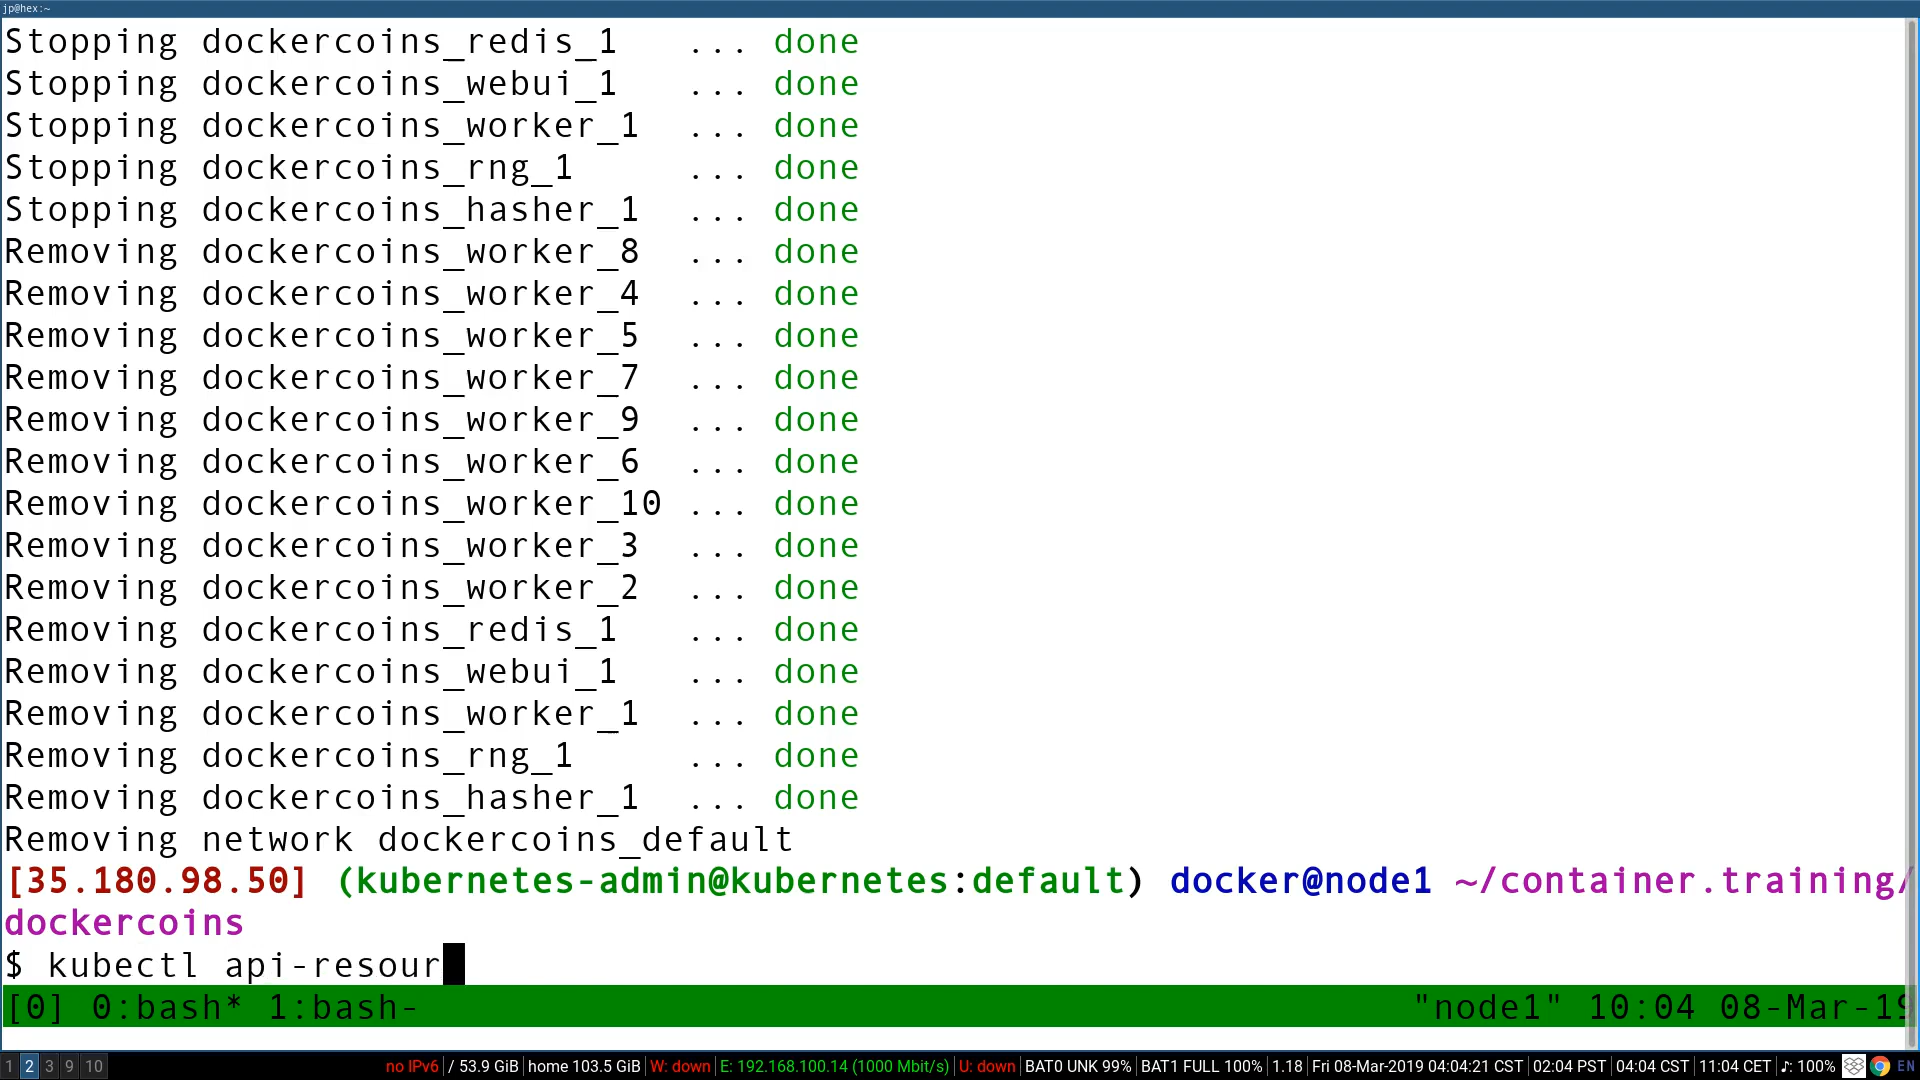 jp@hex:~
Stopping dockercoins_redis_1   ... done
Stopping dockercoins_webui_1   ... done
Stopping dockercoins_worker_1  ... done
Stopping dockercoins_rng_1     ... done
Stopping dockercoins_hasher_1  ... done
Removing dockercoins_worker_8  ... done
Removing dockercoins_worker_4  ... done
Removing dockercoins_worker_5  ... done
Removing dockercoins_worker_7  ... done
Removing dockercoins_worker_9  ... done
Removing dockercoins_worker_6  ... done
Removing dockercoins_worker_10 ... done
Removing dockercoins_worker_3  ... done
Removing dockercoins_worker_2  ... done
Removing dockercoins_redis_1   ... done
Removing dockercoins_webui_1   ... done
Removing dockercoins_worker_1  ... done
Removing dockercoins_rng_1     ... done
Removing dockercoins_hasher_1  ... done
Removing network dockercoins_default
[35.180.98.50] (kubernetes-admin@kubernetes:default) docker@node1 ~/container.training/
dockercoins
$ kubectl api-resour
[0] 0:bash* 1:bash- "node1" 10:04 08-Mar-19
1 2 3 9 10 no IPv6 | / 53.9 GiB | home 103.5 GiB | W: down | E: 192.168.100.14 (1000 Mbit/s) | U: down | BAT0 UNK 99% | BAT1 FULL 100% | 1.18 | Fri 08-Mar-2019 04:04:21 CST | 02:04 PST | 04:04 CST | 11:04 CET | ♪: 100% EN